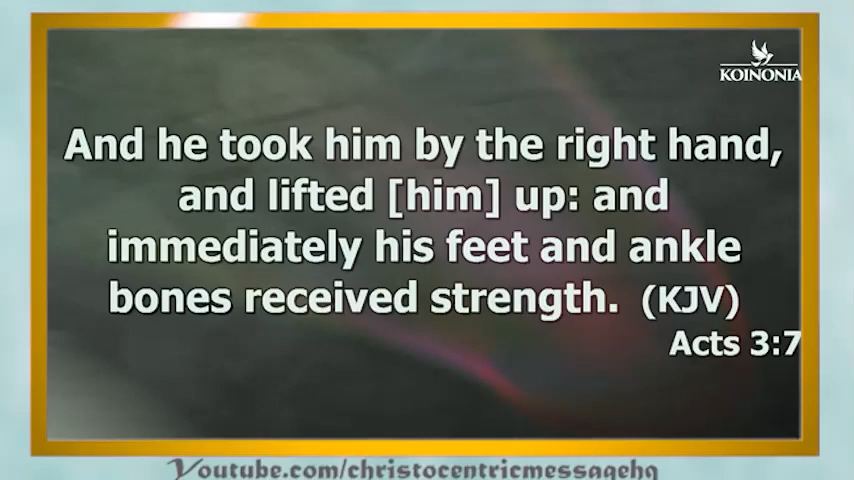 KOINONIA
And he took him by the right hand,
and lifted [him] up: and
immediately his feet and ankle
bones received strength. (KJV)
Acts 3:7
Youtube.com/christocentricmessagehq